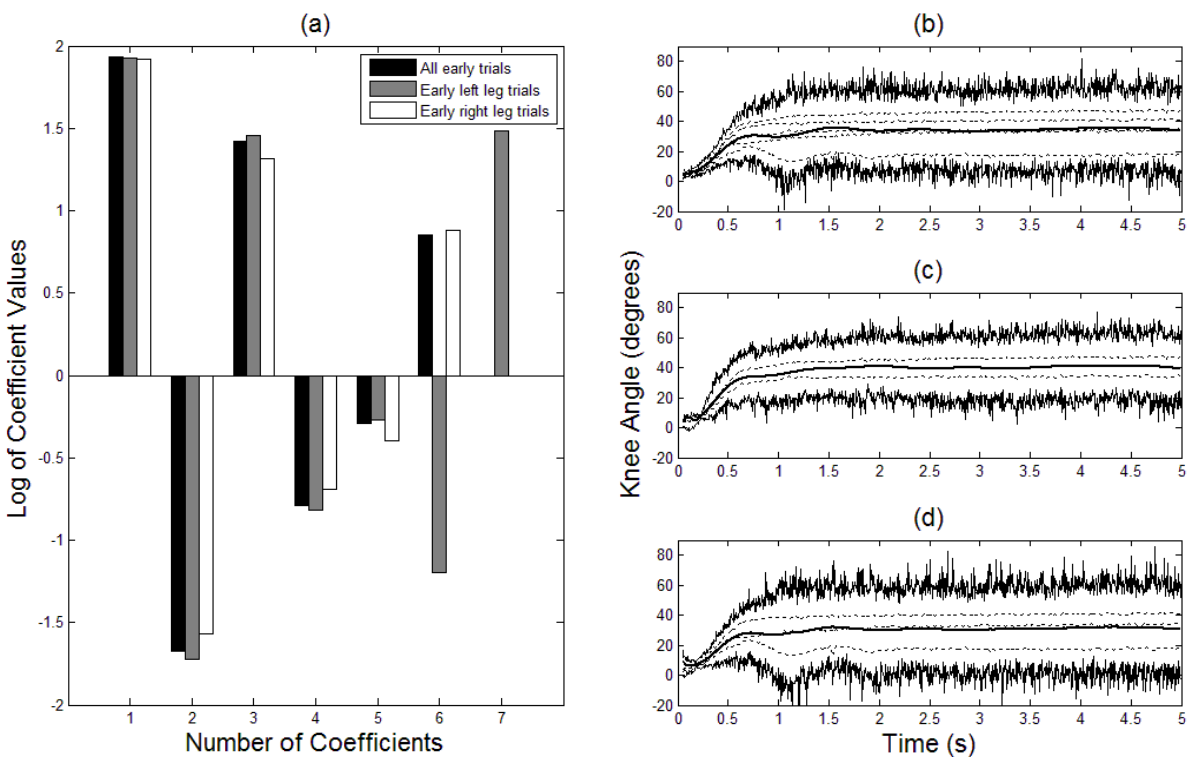 (a)
2
1.5
1
0.5
0
-0.5
-1
-1.5
-2
Log of Coefficient Values
All early trials
Early left leg trials
Early right leg trials
1 2 3 4 5 6 7
Number of Coefficients
(b)
80
60
40
20
0
-20
0 0.5 1 1.5 2 2.5 3 3.5 4 4.5 5
(c)
80
60
40
20
0
-20
0 0.5 1 1.5 2 2.5 3 3.5 4 4.5 5
Knee Angle (degrees)
(d)
80
60
40
20
0
-20
0 0.5 1 1.5 2 2.5 3 3.5 4 4.5 5
Time (s)